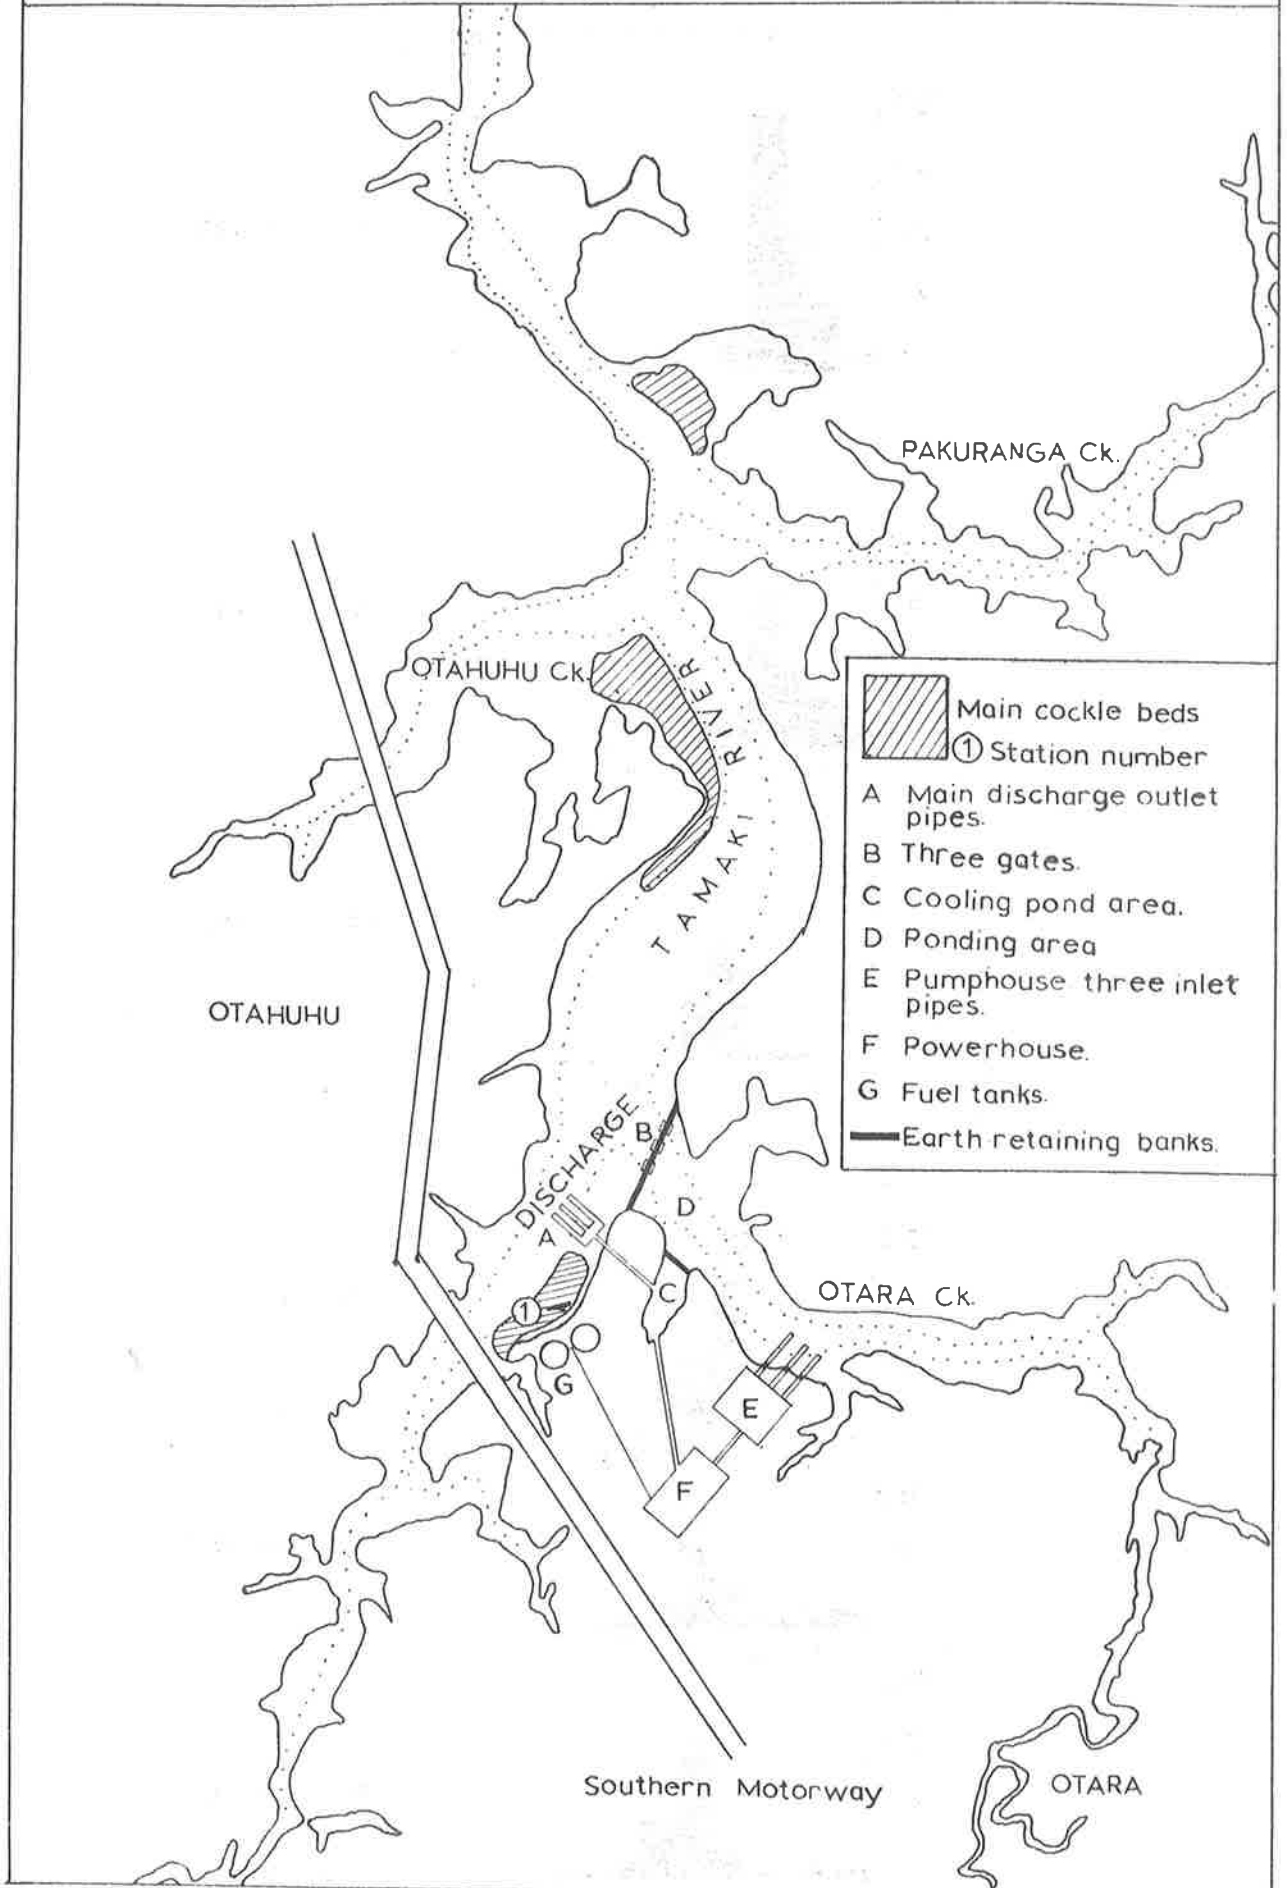 PAKURANGA Ck.
OTAHUHU Ck.
TAMAKI RIVER
Main cockle beds
① Station number
A Main discharge outlet
pipes.
B Three gates.
C Cooling pond area.
D Ponding area
E Pumphouse three inlet
pipes.
F Powerhouse.
G Fuel tanks.
Earth retaining banks.
OTAHUHU
DISCHARGE
B
D
A
C
OTARA Ck.
①
G
E
F
Southern Motorway
OTARA